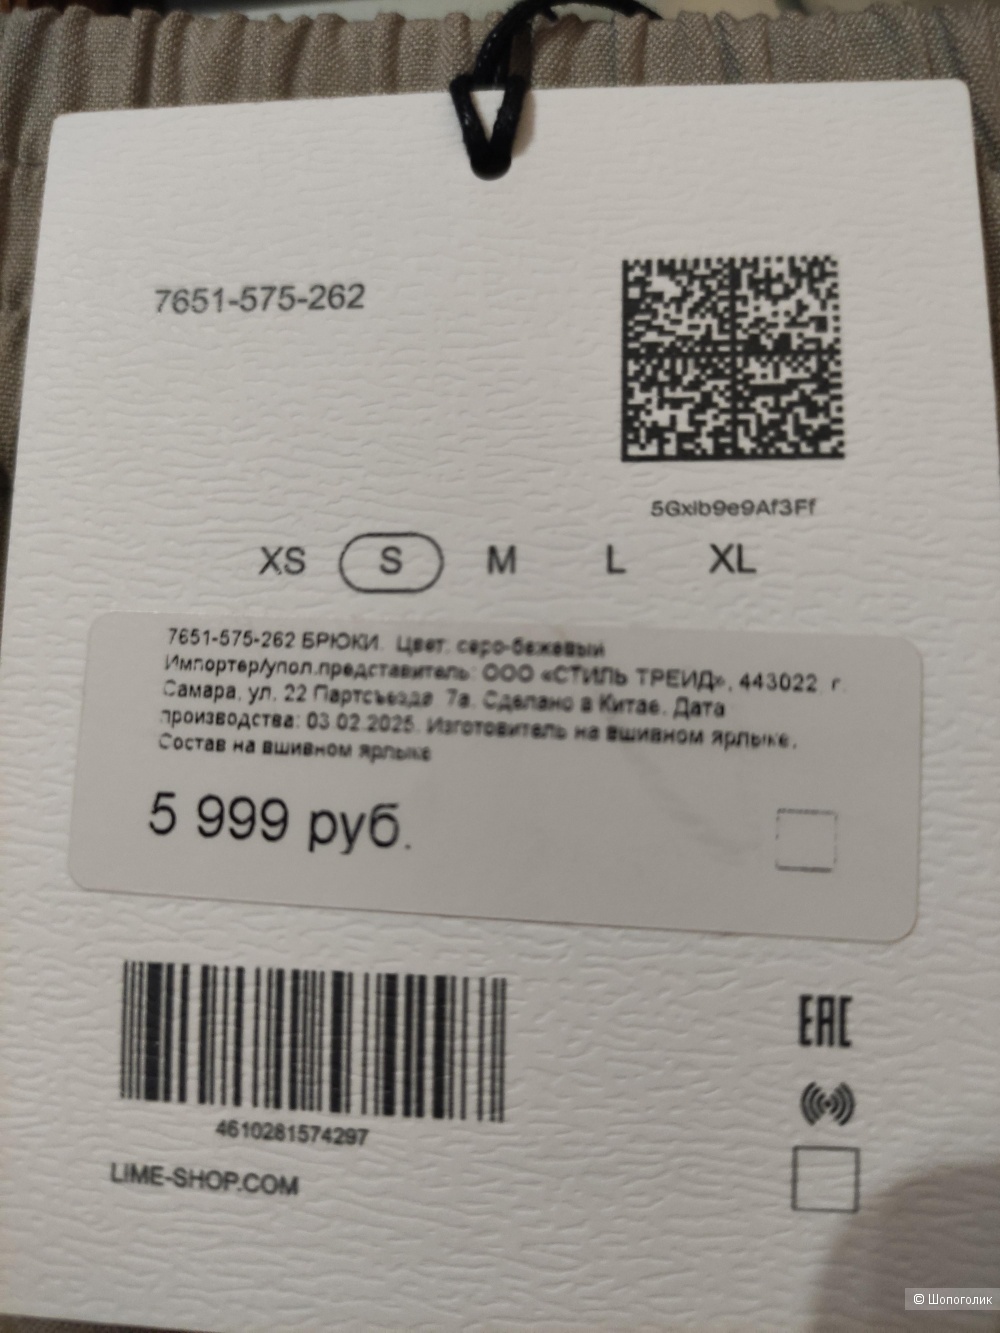 7651-575-262
5Gxlb9e9Af3Ff
XS S M L XL
7651-575-262 БРЮКИ. Цвет: серо-бежевый
Импортер/упол.представитель: ООО «СТИЛЬ ТРЕЙД», 443022 г.
Самара, ул. 22 Партсъезда 7а. Сделано в Китае. Дата
производства: 03.02.2025. Изготовитель на вшивном ярлыке.
Состав на вшивном ярлыке
5 999 руб.
4610281574297
LIME-SHOP.COM
EAC
© Шопоголик